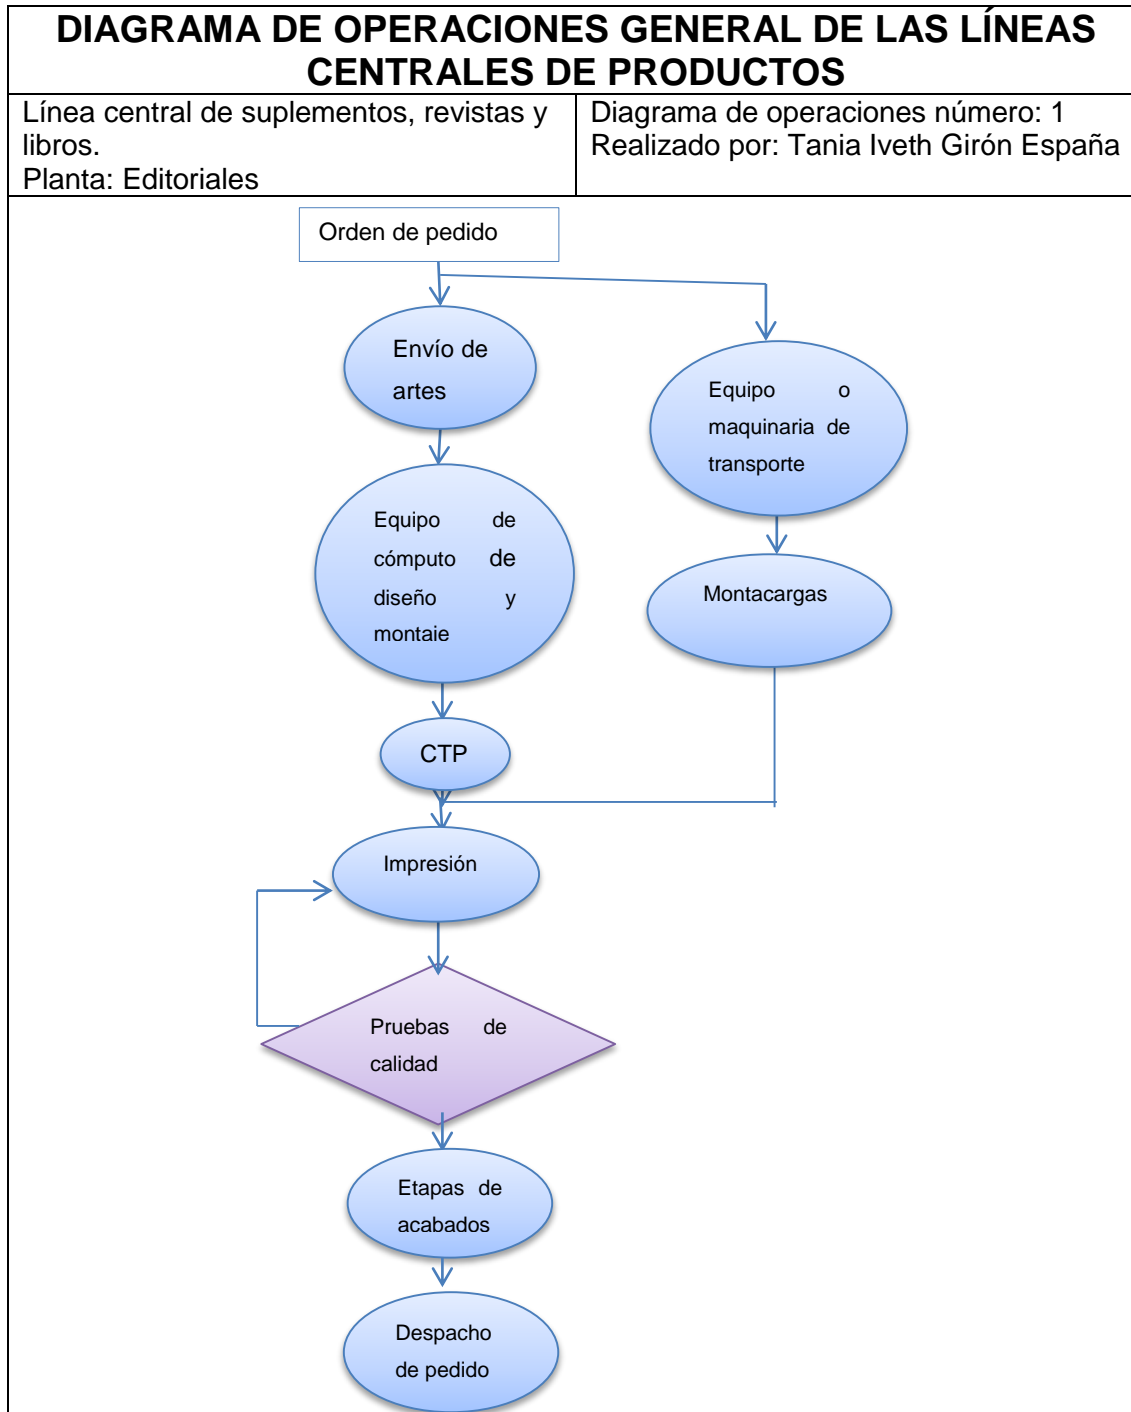 DIAGRAMA DE OPERACIONES GENERAL DE LAS LÍNEAS
CENTRALES DE PRODUCTOS
Línea central de suplementos, revistas y
libros.
Planta: Editoriales
Diagrama de operaciones número: 1
Realizado por: Tania Iveth Girón España
Orden de pedido
Envío de
artes
Equipo o
maquinaria de
transporte
Equipo de
cómputo de
diseño y
montaie
Montacargas
CTP
Impresión
Pruebas de
calidad
Etapas de
acabados
Despacho
de pedido